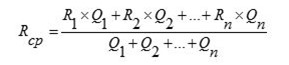 R_cp = (R_1×Q_1+R_2×Q_2+...+R_n×Q_n) / (Q_1+Q_2+...+Q_n)